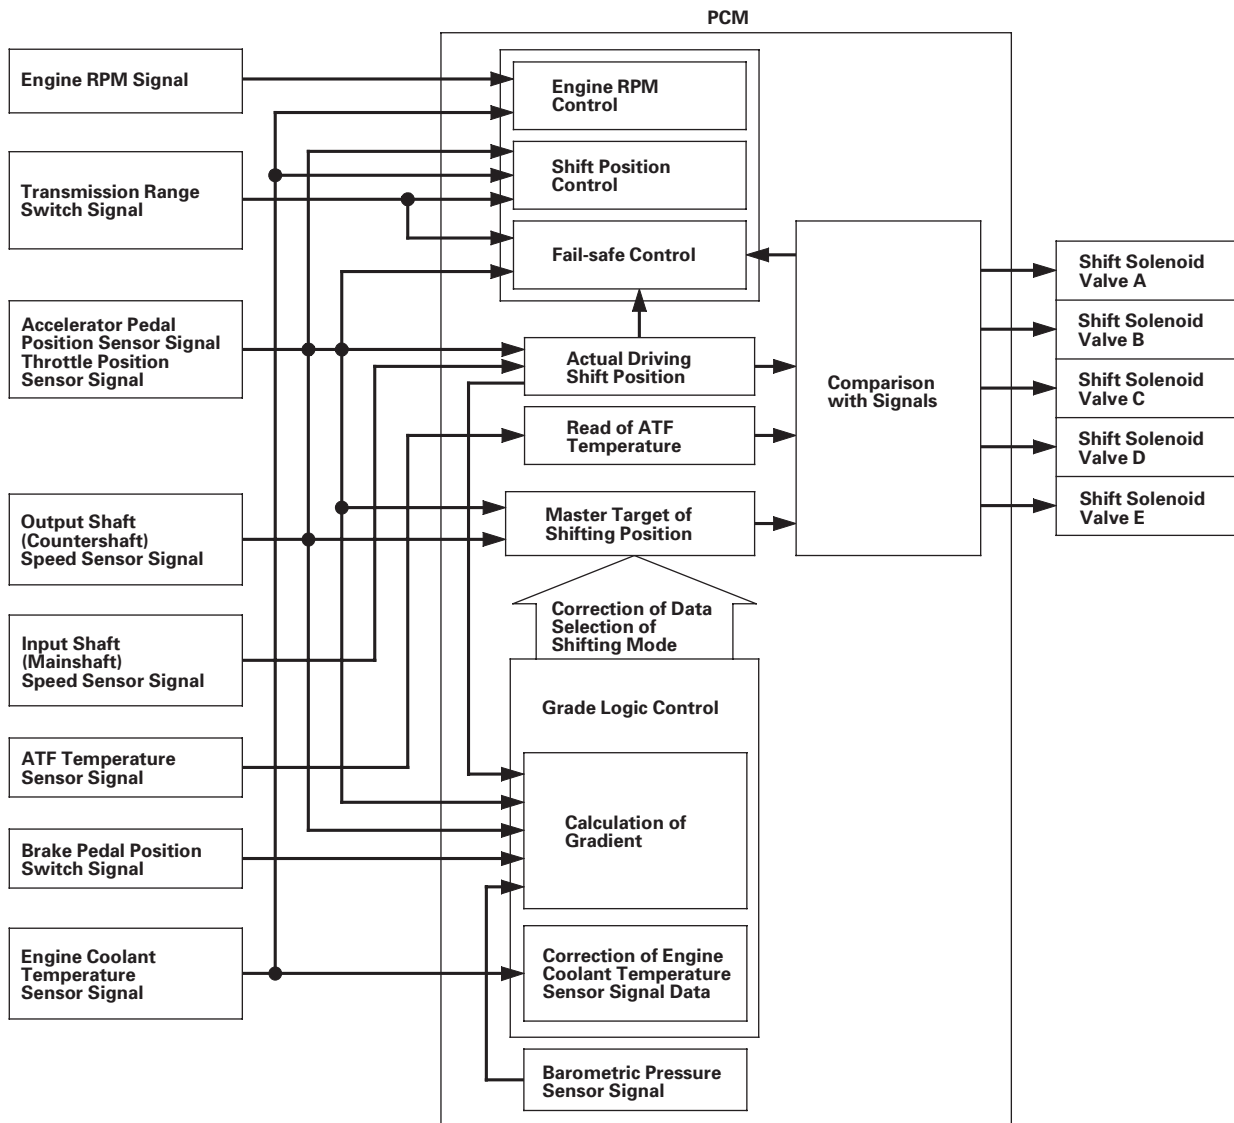 PCM
Engine RPM Signal
Transmission Range
Switch Signal
Accelerator Pedal
Position Sensor Signal
Throttle Position
Sensor Signal
Output Shaft
(Countershaft)
Speed Sensor Signal
Input Shaft
(Mainshaft)
Speed Sensor Signal
ATF Temperature
Sensor Signal
Brake Pedal Position
Switch Signal
Engine Coolant
Temperature
Sensor Signal
Engine RPM
Control
Shift Position
Control
Fail-safe Control
Actual Driving
Shift Position
Read of ATF
Temperature
Master Target of
Shifting Position
Correction of Data
Selection of
Shifting Mode
Grade Logic Control
Calculation of
Gradient
Correction of Engine
Coolant Temperature
Sensor Signal Data
Barometric Pressure
Sensor Signal
Comparison
with Signals
Shift Solenoid
Valve A
Shift Solenoid
Valve B
Shift Solenoid
Valve C
Shift Solenoid
Valve D
Shift Solenoid
Valve E